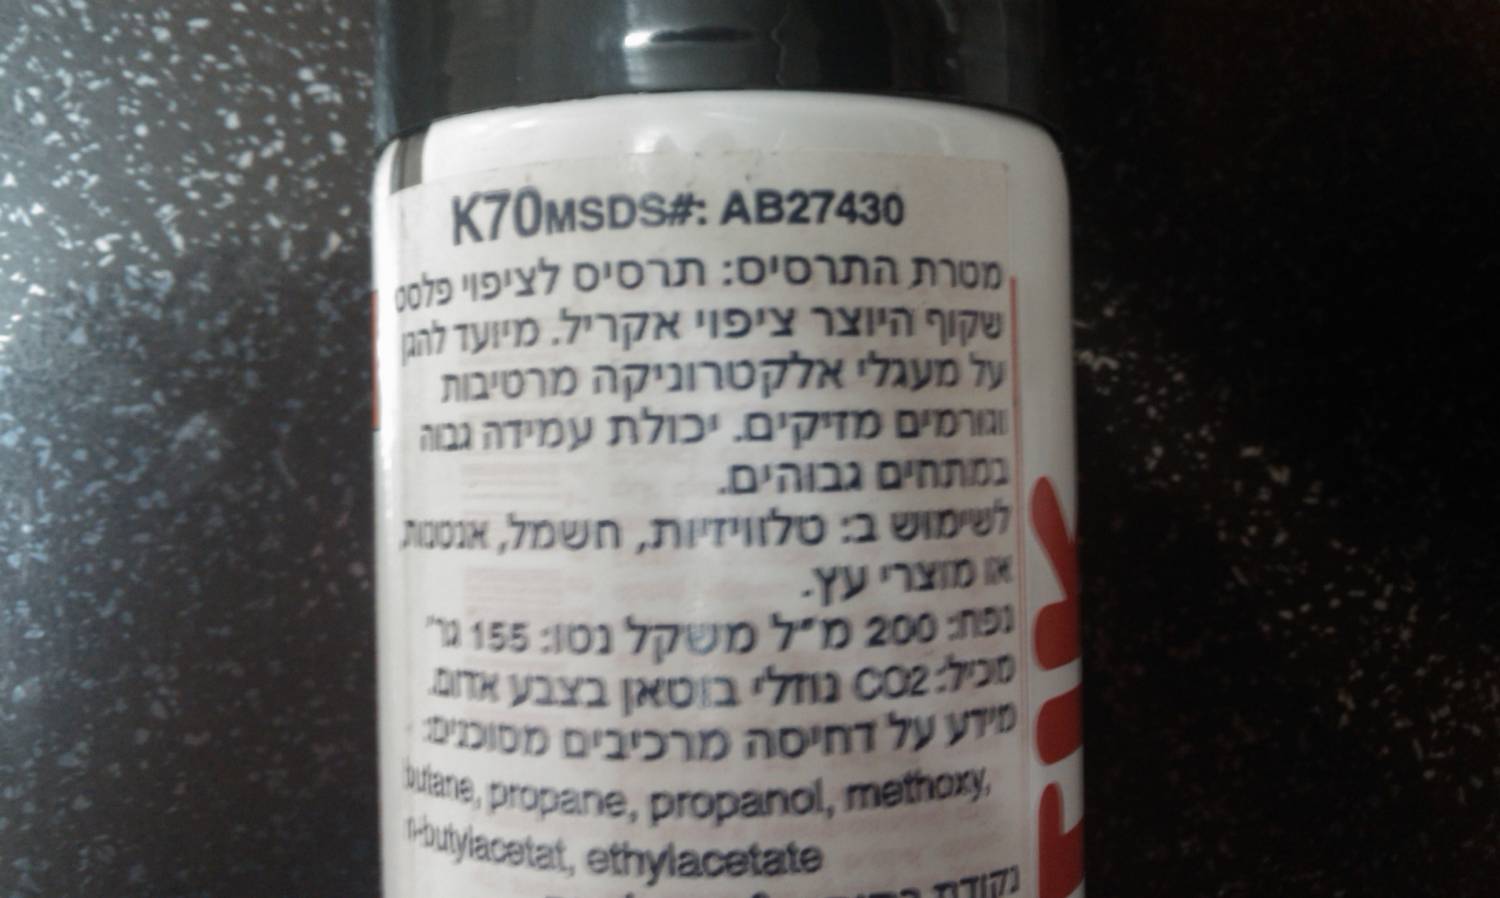 K70MSDS#: AB27430
מטרת התרסיס: תרסיס לציפוי פלסט
שקוף היוצר ציפוי אקריל. מיועד להגן
על מעגלי אלקטרוניקה מרטיבות
וגורמים מזיקים. יכולת עמידה גבוה
במתחים גבוהים.
לשימוש ב: טלוויזיות, חשמל, אנטנות,
או מוצרי עץ.
נפח: 200 מ"ל משקל נטו: 155 גר'
מכיל: CO2 נוזלי בוטאן בצבע אדום.
מידע על דחיסה מרכיבים מסוכנים:
butane, propane, propanol, methoxy,
n-butylacetat, ethylacetate
נקודת